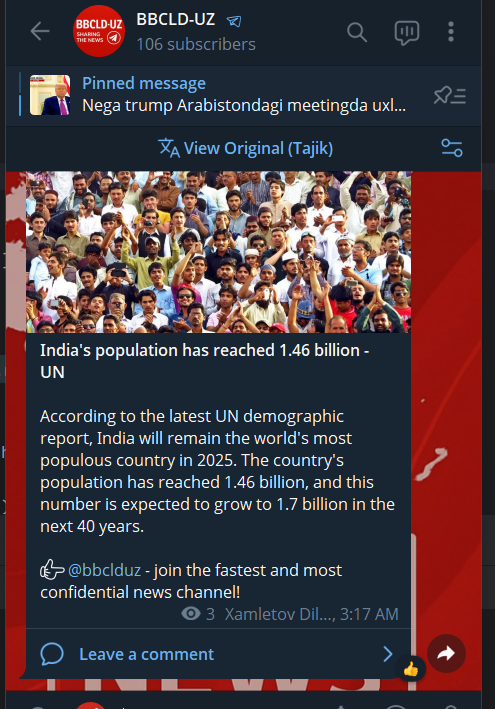 BBCLD-UZ
SHARING
THE NEWS
BBCLD-UZ
106 subscribers
Pinned message
Nega trump Arabistondagi meetingda uxl...
View Original (Tajik)
India's population has reached 1.46 billion -
UN
According to the latest UN demographic
report, India will remain the world's most
populous country in 2025. The country's
population has reached 1.46 billion, and this
number is expected to grow to 1.7 billion in the
next 40 years.
@bbclduz - join the fastest and most
confidential news channel!
3 Xamletov Dil..., 3:17 AM
Leave a comment
NEWS